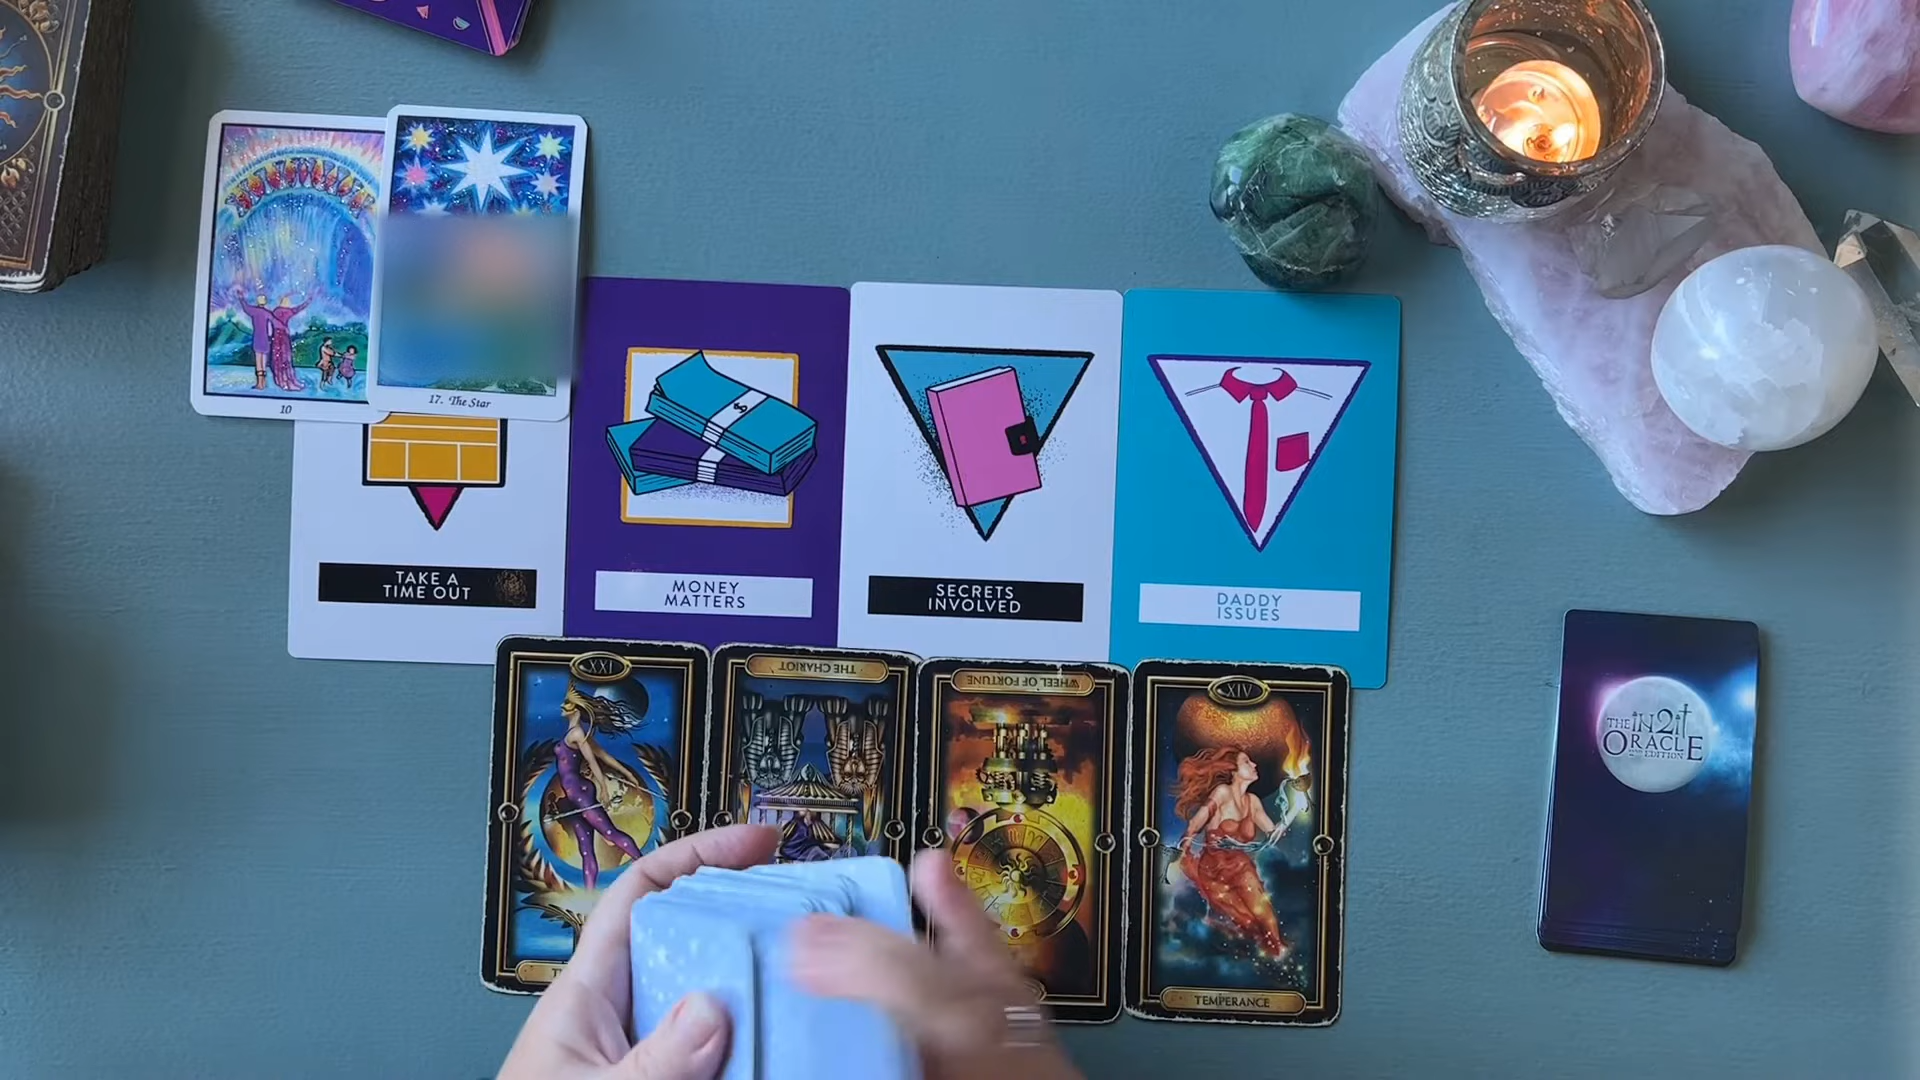 10
17. The Star
TAKE A
TIME OUT
MONEY
MATTERS
SECRETS
INVOLVED
DADDY
ISSUES
XXI
THE CHARIOT
WHEEL OF FORTUNE
XIV
TEMPERANCE
THE IN2IT
ORACLE
EDITION